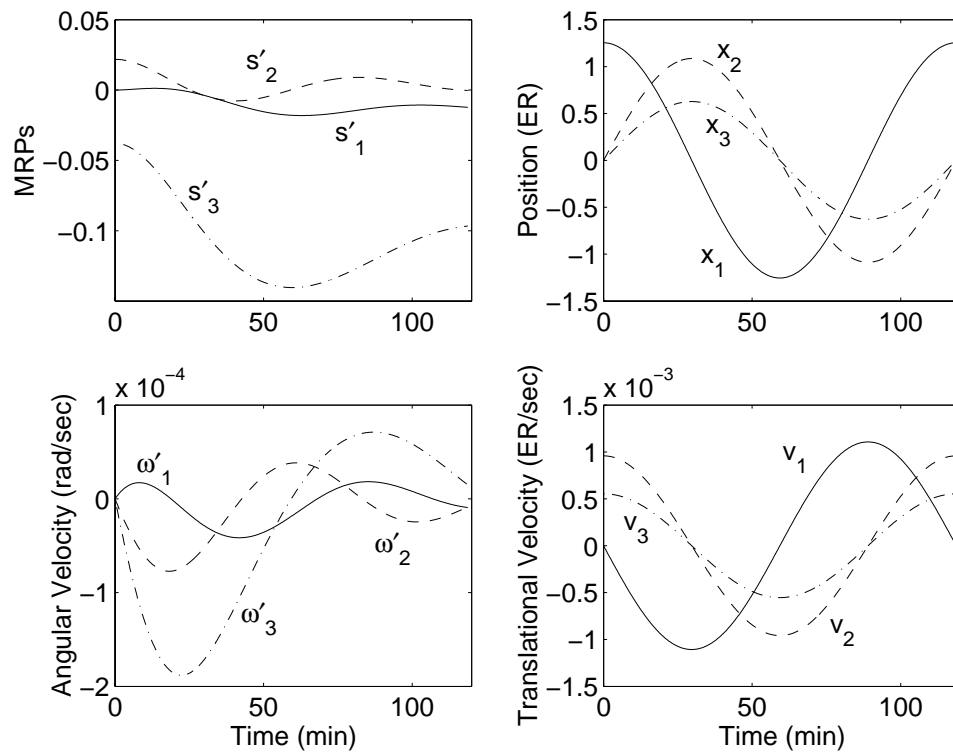 MRPs
0.05
0
−0.05
−0.1
0 50 100
s′2
s′1
s′3
Position (ER)
1.5
1
0.5
0
−0.5
−1
−1.5
0 50 100
x2
x3
x1
Angular Velocity (rad/sec)
x 10−4
1
0
−1
−2
0 50 100
Time (min)
ω′1
ω′2
ω′3
Translational Velocity (ER/sec)
x 10−3
1.5
1
0.5
0
−0.5
−1
−1.5
0 50 100
Time (min)
v1
v3
v2